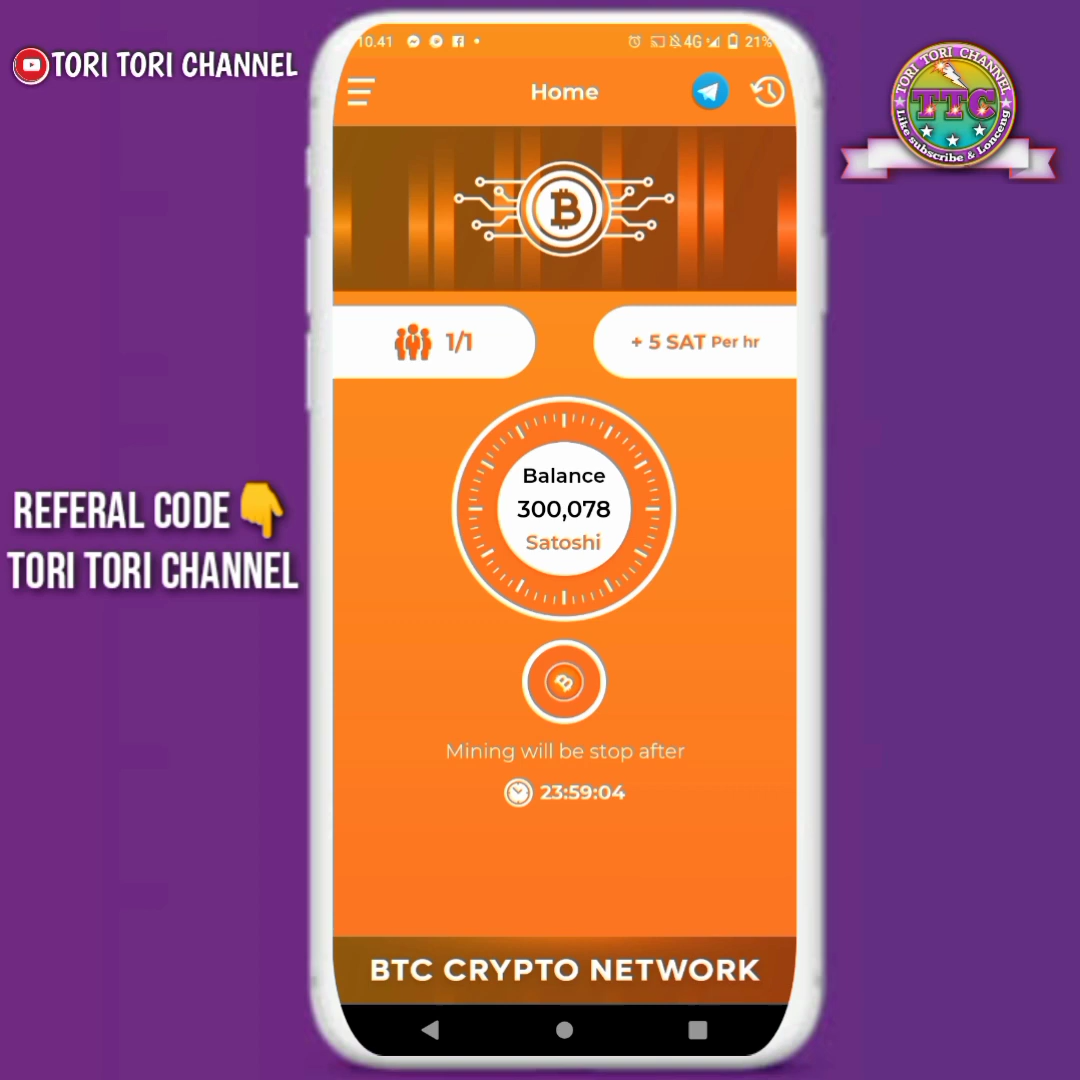 TORI TORI CHANNEL
10.41
4G
21%
Home
TORI TORI CHANNEL
TTC
Like subscribe & Lonceng
1/1
+ 5 SAT Per hr
Balance
300,078
Satoshi
REFERAL CODE👇
TORI TORI CHANNEL
Mining will be stop after
23:59:04
BTC CRYPTO NETWORK